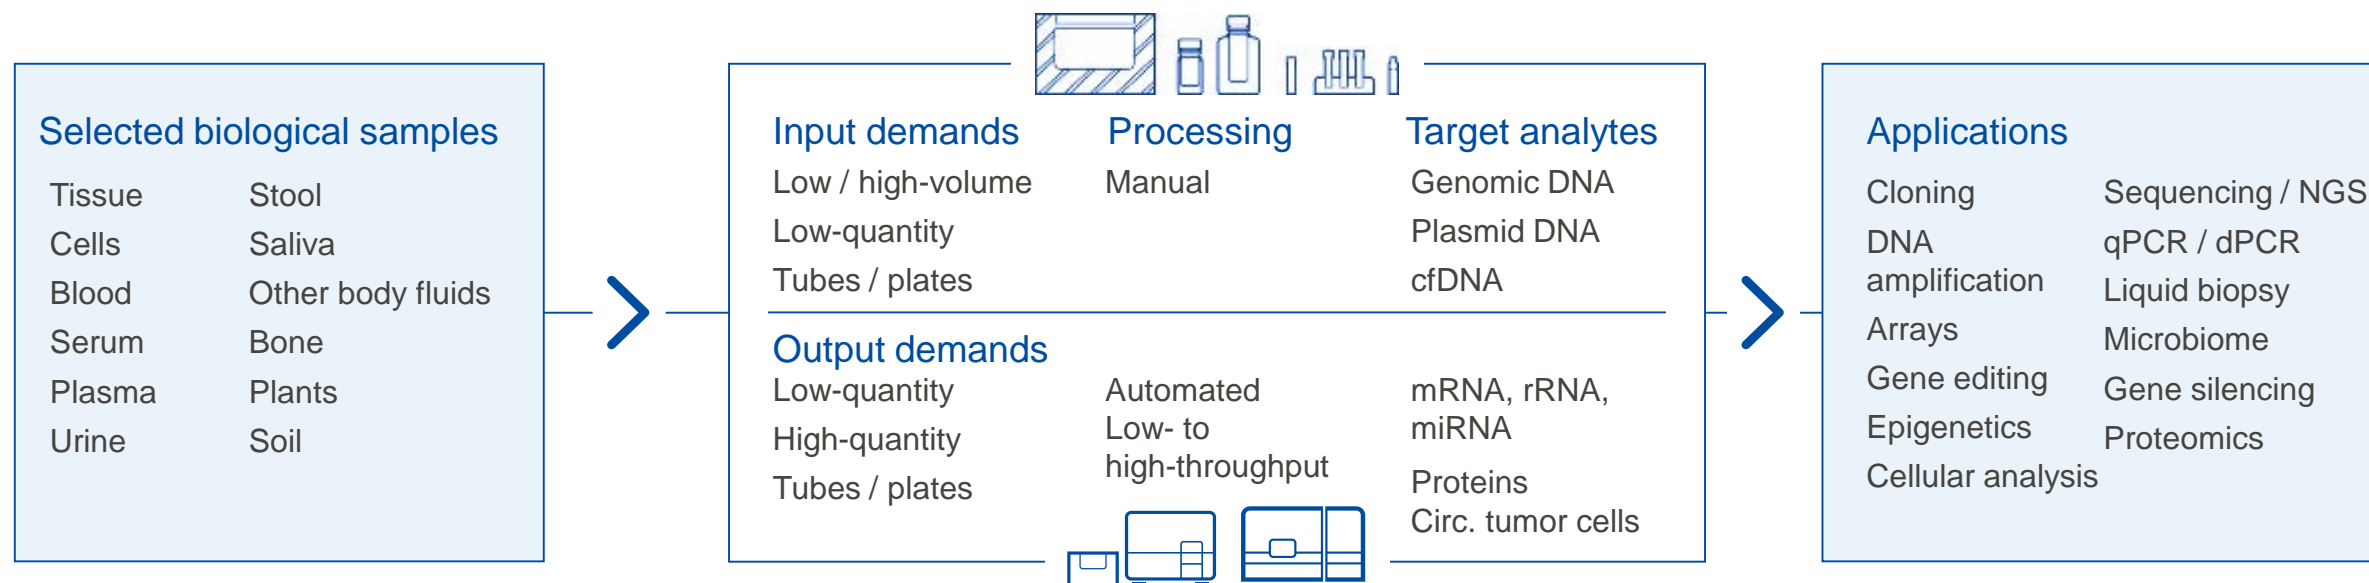 Selected biological samples
Tissue
Cells
Blood
Serum
Plasma
Urine
Stool
Saliva
Other body fluids
Bone
Plants
Soil
Input demands
Low / high-volume
Low-quantity
Tubes / plates
Processing
Manual
Target analytes
Genomic DNA
Plasmid DNA
cfDNA
Output demands
Low-quantity
High-quantity
Tubes / plates
Automated
Low- to
high-throughput
mRNA, rRNA,
miRNA
Proteins
Circ. tumor cells
Applications
Cloning
DNA
amplification
Arrays
Gene editing
Epigenetics
Cellular analysis
Sequencing / NGS
qPCR / dPCR
Liquid biopsy
Microbiome
Gene silencing
Proteomics